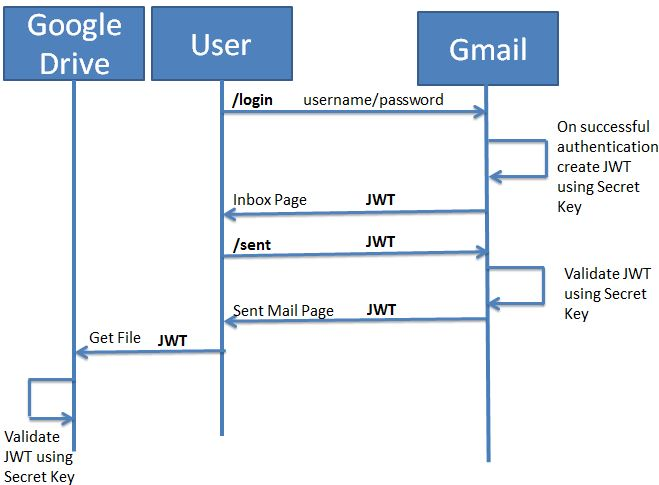 Google
Drive
User
Gmail
/login username/password
On successful
authentication
create JWT
using Secret
Key
Inbox Page JWT
/sent JWT
Validate JWT
using Secret
Key
Sent Mail Page JWT
Get File JWT
Validate
JWT using
Secret Key